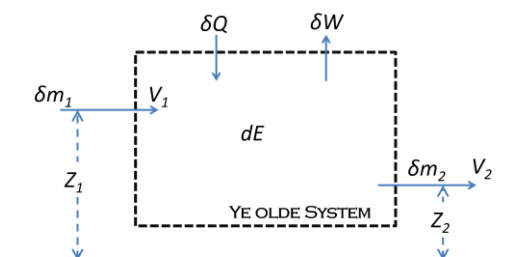 δQ δW
δm₁ V₁
dE
δm₂ V₂
Z₁
YE OLDE SYSTEM
Z₂